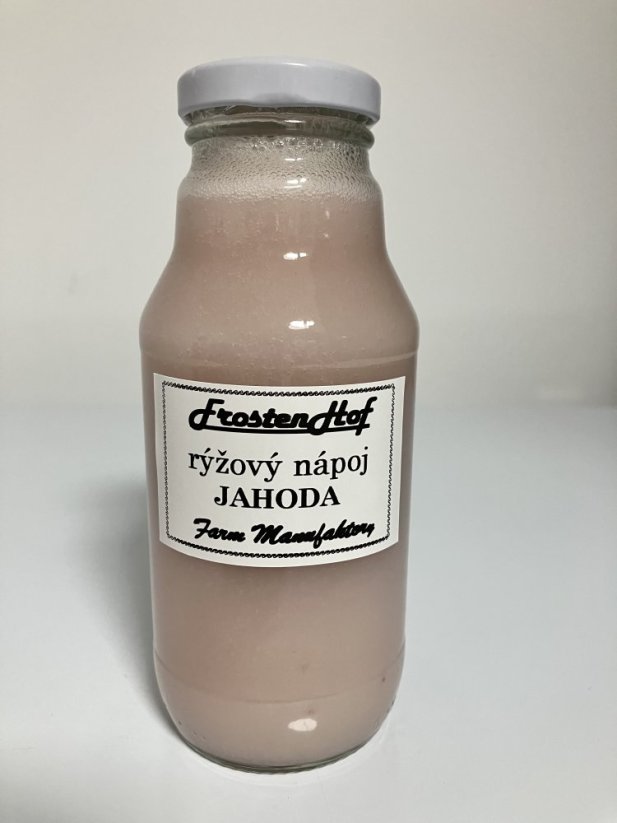 FrostenHof
rýžový nápoj
JAHODA
Farm Manufaktory